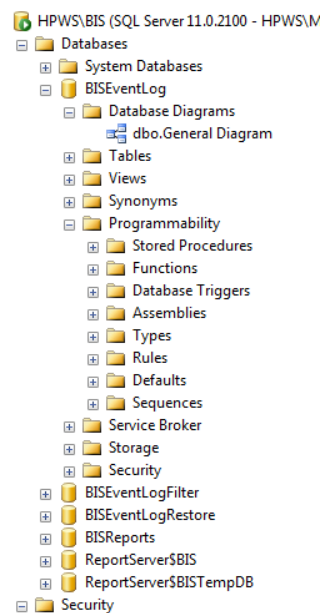 HPWS\BIS (SQL Server 11.0.2100 - HPWS\M
Databases
System Databases
BISEventLog
Database Diagrams
dbo.General Diagram
Tables
Views
Synonyms
Programmability
Stored Procedures
Functions
Database Triggers
Assemblies
Types
Rules
Defaults
Sequences
Service Broker
Storage
Security
BISEventLogFilter
BISEventLogRestore
BISReports
ReportServer$BIS
ReportServer$BISTempDB
Security